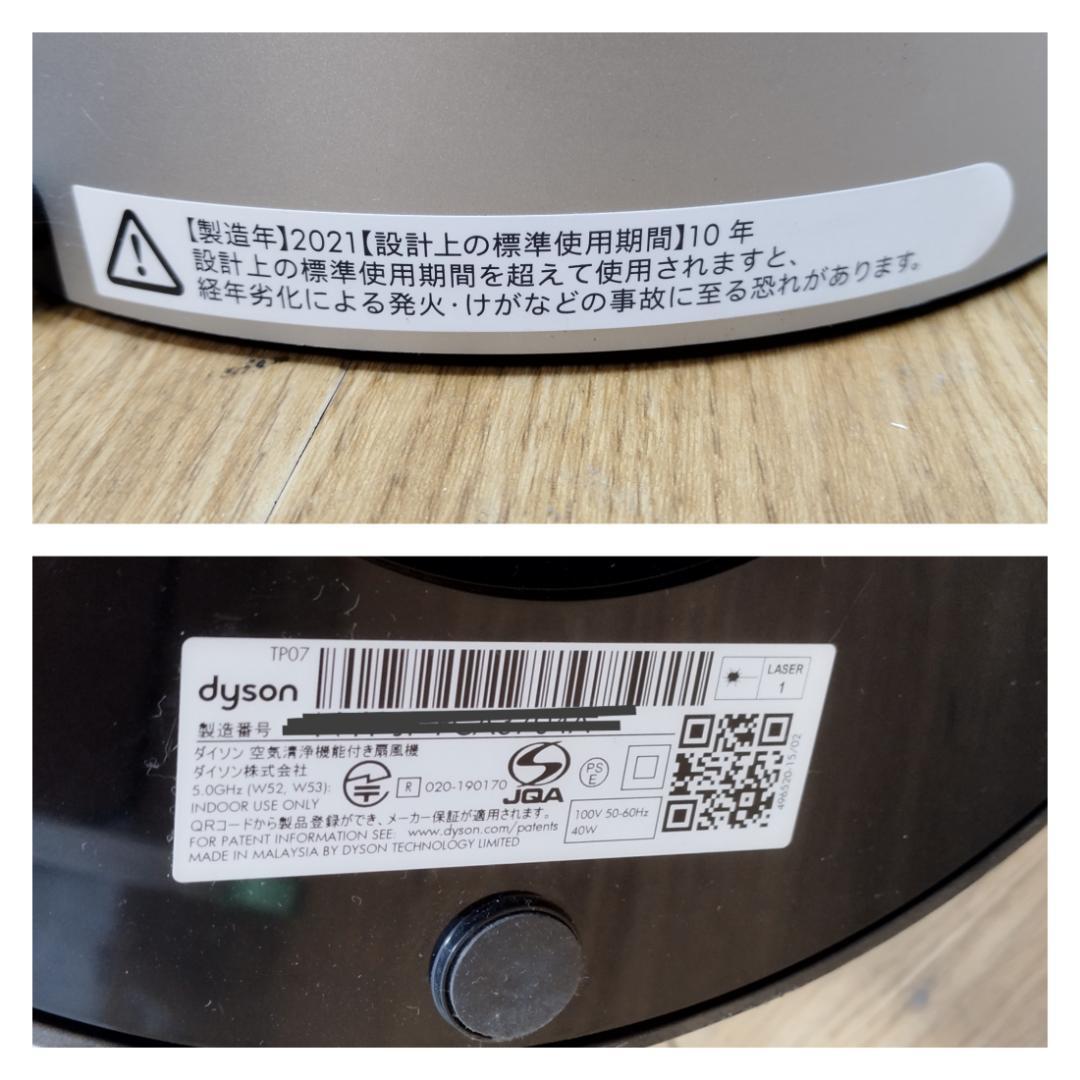 【製造年】2021【設計上の標準使用期間】10 年
設計上の標準使用期間を超えて使用されますと、
経年劣化による発火・けがなどの事故に至る恐れがあります。
TP07
dyson
LASER
1
製造番号
ダイソン 空気清浄機能付き扇風機
ダイソン株式会社
5.0GHz (W52, W53):
INDOOR USE ONLY
R 020-190170
JQA
PS
E
100V 50-60Hz
40W
496520-15/02
QRコードから製品登録ができ、メーカー保証が適用されます。
FOR PATENT INFORMATION SEE: www.dyson.com/patents
MADE IN MALAYSIA BY DYSON TECHNOLOGY LIMITED